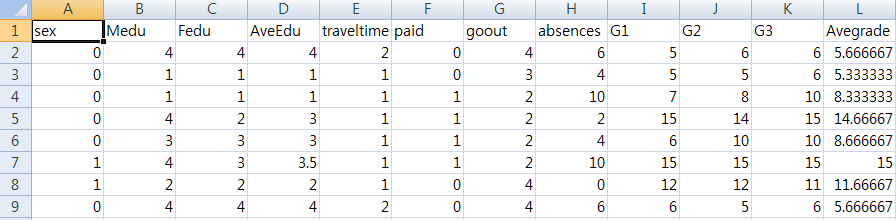 A B C D E F G H I J K L
1 sex Medu Fedu AveEdu traveltime paid goout absences G1 G2 G3 Avegrade
2 0 4 4 4 2 0 4 6 5 6 6 5.666667
3 0 1 1 1 1 0 3 4 5 5 6 5.333333
4 0 1 1 1 1 1 2 10 7 8 10 8.333333
5 0 4 2 3 1 1 2 2 15 14 15 14.66667
6 0 3 3 3 1 1 2 4 6 10 10 8.666667
7 1 4 3 3.5 1 1 2 10 15 15 15 15
8 1 2 2 2 1 0 4 0 12 12 11 11.66667
9 0 4 4 4 2 0 4 6 6 5 6 5.666667